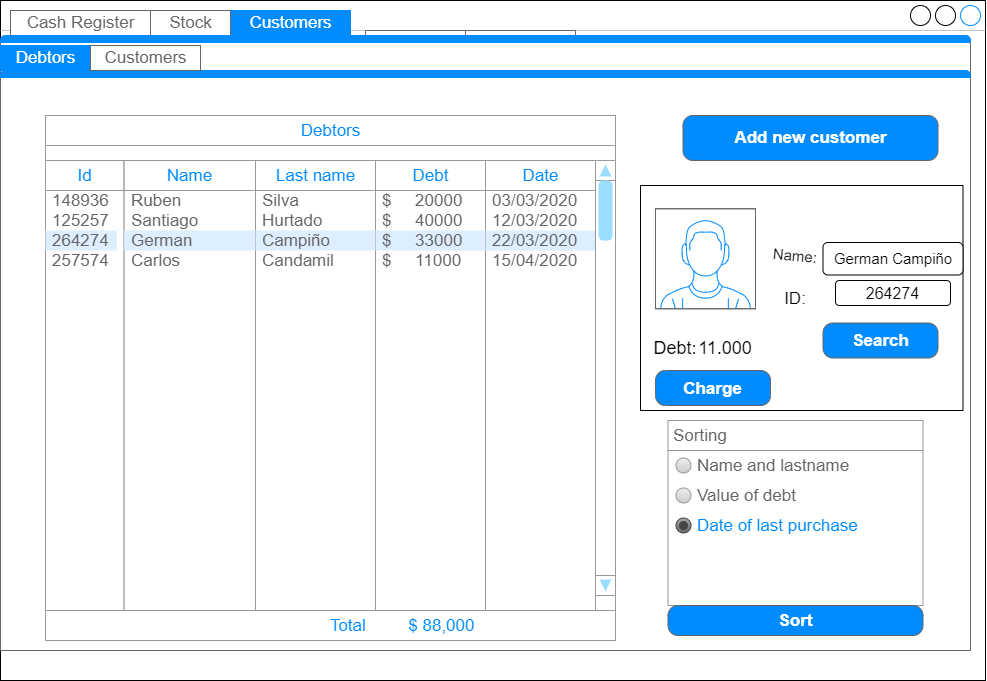 Cash Register Stock Customers
Debtors Customers
Debtors
Id Name Last name Debt Date
148936 Ruben Silva $ 20000 03/03/2020
125257 Santiago Hurtado $ 40000 12/03/2020
264274 German Campiño $ 33000 22/03/2020
257574 Carlos Candamil $ 11000 15/04/2020
Total $ 88,000
Add new customer
Name: German Campiño
ID: 264274
Search
Debt: 11.000
Charge
Sorting
Name and lastname
Value of debt
Date of last purchase
Sort